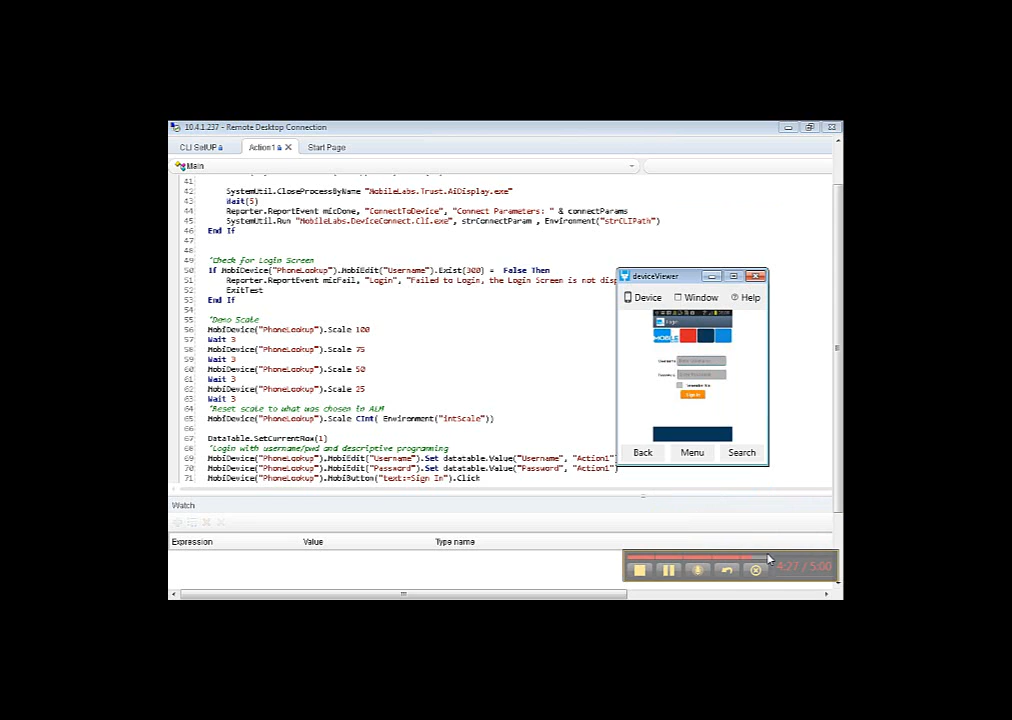 10.4.1.237 - Remote Desktop Connection
CLI SetUP Action1 Start Page
Main
41
42 SystemUtil.CloseProcessByName "MobileLabs.Trust.AiDisplay.exe"
43 Wait(5)
44 Reporter.ReportEvent micDone, "ConnectToDevice", "Connect Parameters: " & connectParams
45 SystemUtil.Run "MobileLabs.DeviceConnect.Cli.exe", strConnectParam , Environment("strCLIPath")
46 End If
47
48
49 'Check for Login Screen
50 If MobiDevice("PhoneLookup").MobiEdit("Username").Exist(300) = False Then
51 Reporter.ReportEvent micFail, "Login", "Failed to Login, the Login Screen is not disp
52 ExitTest
53 End If
54
55 'Demo Scale
56 MobiDevice("PhoneLookup").Scale 100
57 Wait 3
58 MobiDevice("PhoneLookup").Scale 75
59 Wait 3
60 MobiDevice("PhoneLookup").Scale 50
61 Wait 3
62 MobiDevice("PhoneLookup").Scale 25
63 Wait 3
64 'Reset scale to what was chosen in ALM
65 MobiDevice("PhoneLookup").Scale CInt( Environment("intScale"))
66
67 DataTable.SetCurrentRow(1)
68 'Login with username/pwd and descriptive programming
69 MobiDevice("PhoneLookup").MobiEdit("Username").Set datatable.Value("Username", "Action1"
70 MobiDevice("PhoneLookup").MobiEdit("Password").Set datatable.Value("Password", "Action1")
71 MobiDevice("PhoneLookup").MobiButton("text:=Sign In").Click
deviceViewer
Device Window Help
Login
MOBILE
Sign In
Back Menu Search
Watch
Expression Value Type name
4:27 / 5:00